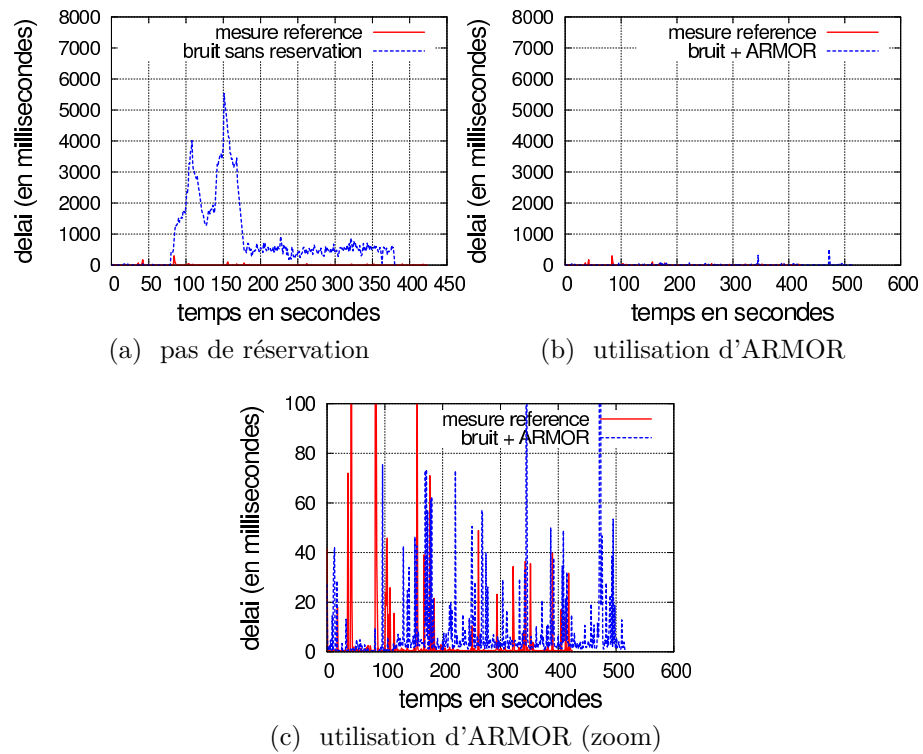 8000
7000
6000
5000
4000
3000
2000
1000
0
delai (en millisecondes)
mesure reference
bruit sans reservation
0 50 100 150 200 250 300 350 400 450
temps en secondes
(a) pas de réservation
8000
7000
6000
5000
4000
3000
2000
1000
0
delai (en millisecondes)
mesure reference
bruit + ARMOR
0 100 200 300 400 500 600
temps en secondes
(b) utilisation d'ARMOR
100
80
60
40
20
0
delai (en millisecondes)
mesure reference
bruit + ARMOR
0 100 200 300 400 500 600
temps en secondes
(c) utilisation d'ARMOR (zoom)